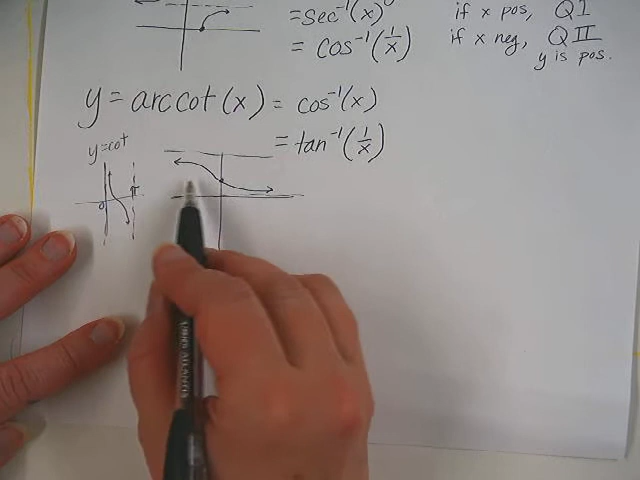 = sec⁻¹(x)
if x pos, QI
= cos⁻¹(1/x)
if x neg, QII
y is pos.
y = arccot(x) = cos⁻¹(x)
= tan⁻¹(1/x)
y=cot
0 π